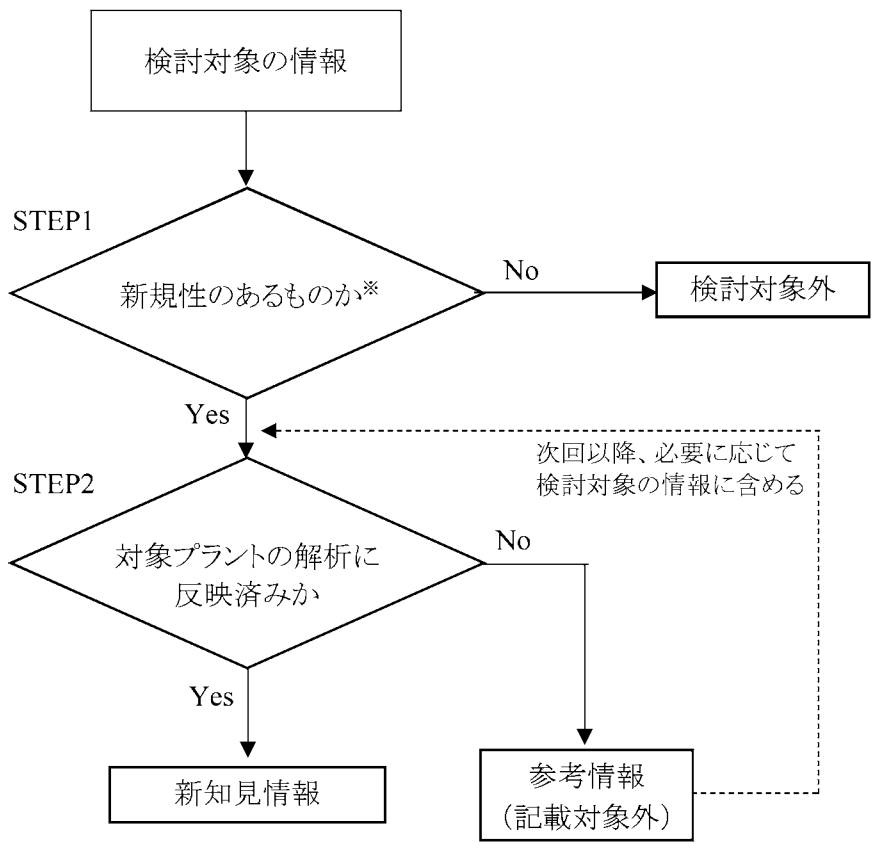 検討対象の情報
STEP1
新規性のあるものか※
No
検討対象外
Yes
次回以降、必要に応じて
検討対象の情報に含める
STEP2
対象プラントの解析に
反映済みか
No
Yes
新知見情報
参考情報
（記載対象外）